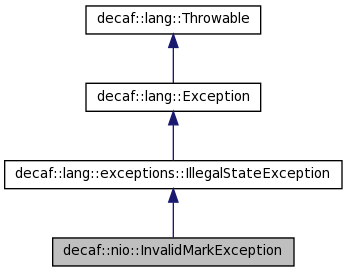 decaf::lang::Throwable
decaf::lang::Exception
decaf::lang::exceptions::IllegalStateException
decaf::nio::InvalidMarkException